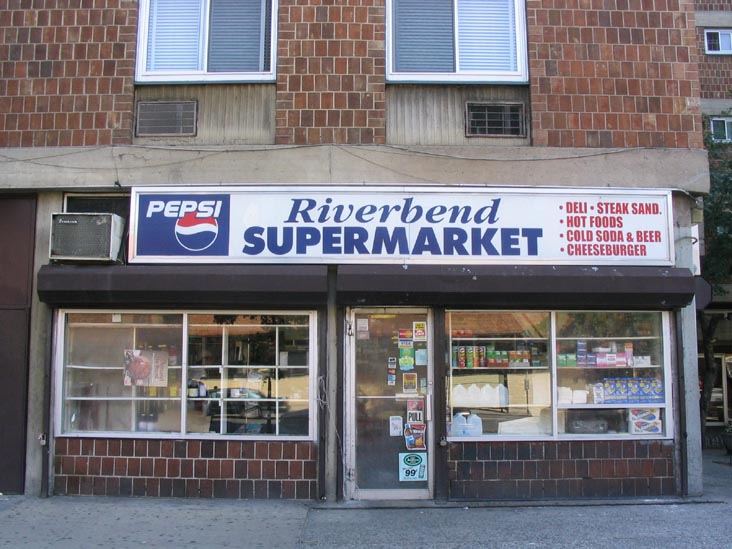 PEPSI
Riverbend
SUPERMARKET
• DELI • STEAK SAND.
• HOT FOODS
• COLD SODA & BEER
• CHEESEBURGER
PULL
99¢